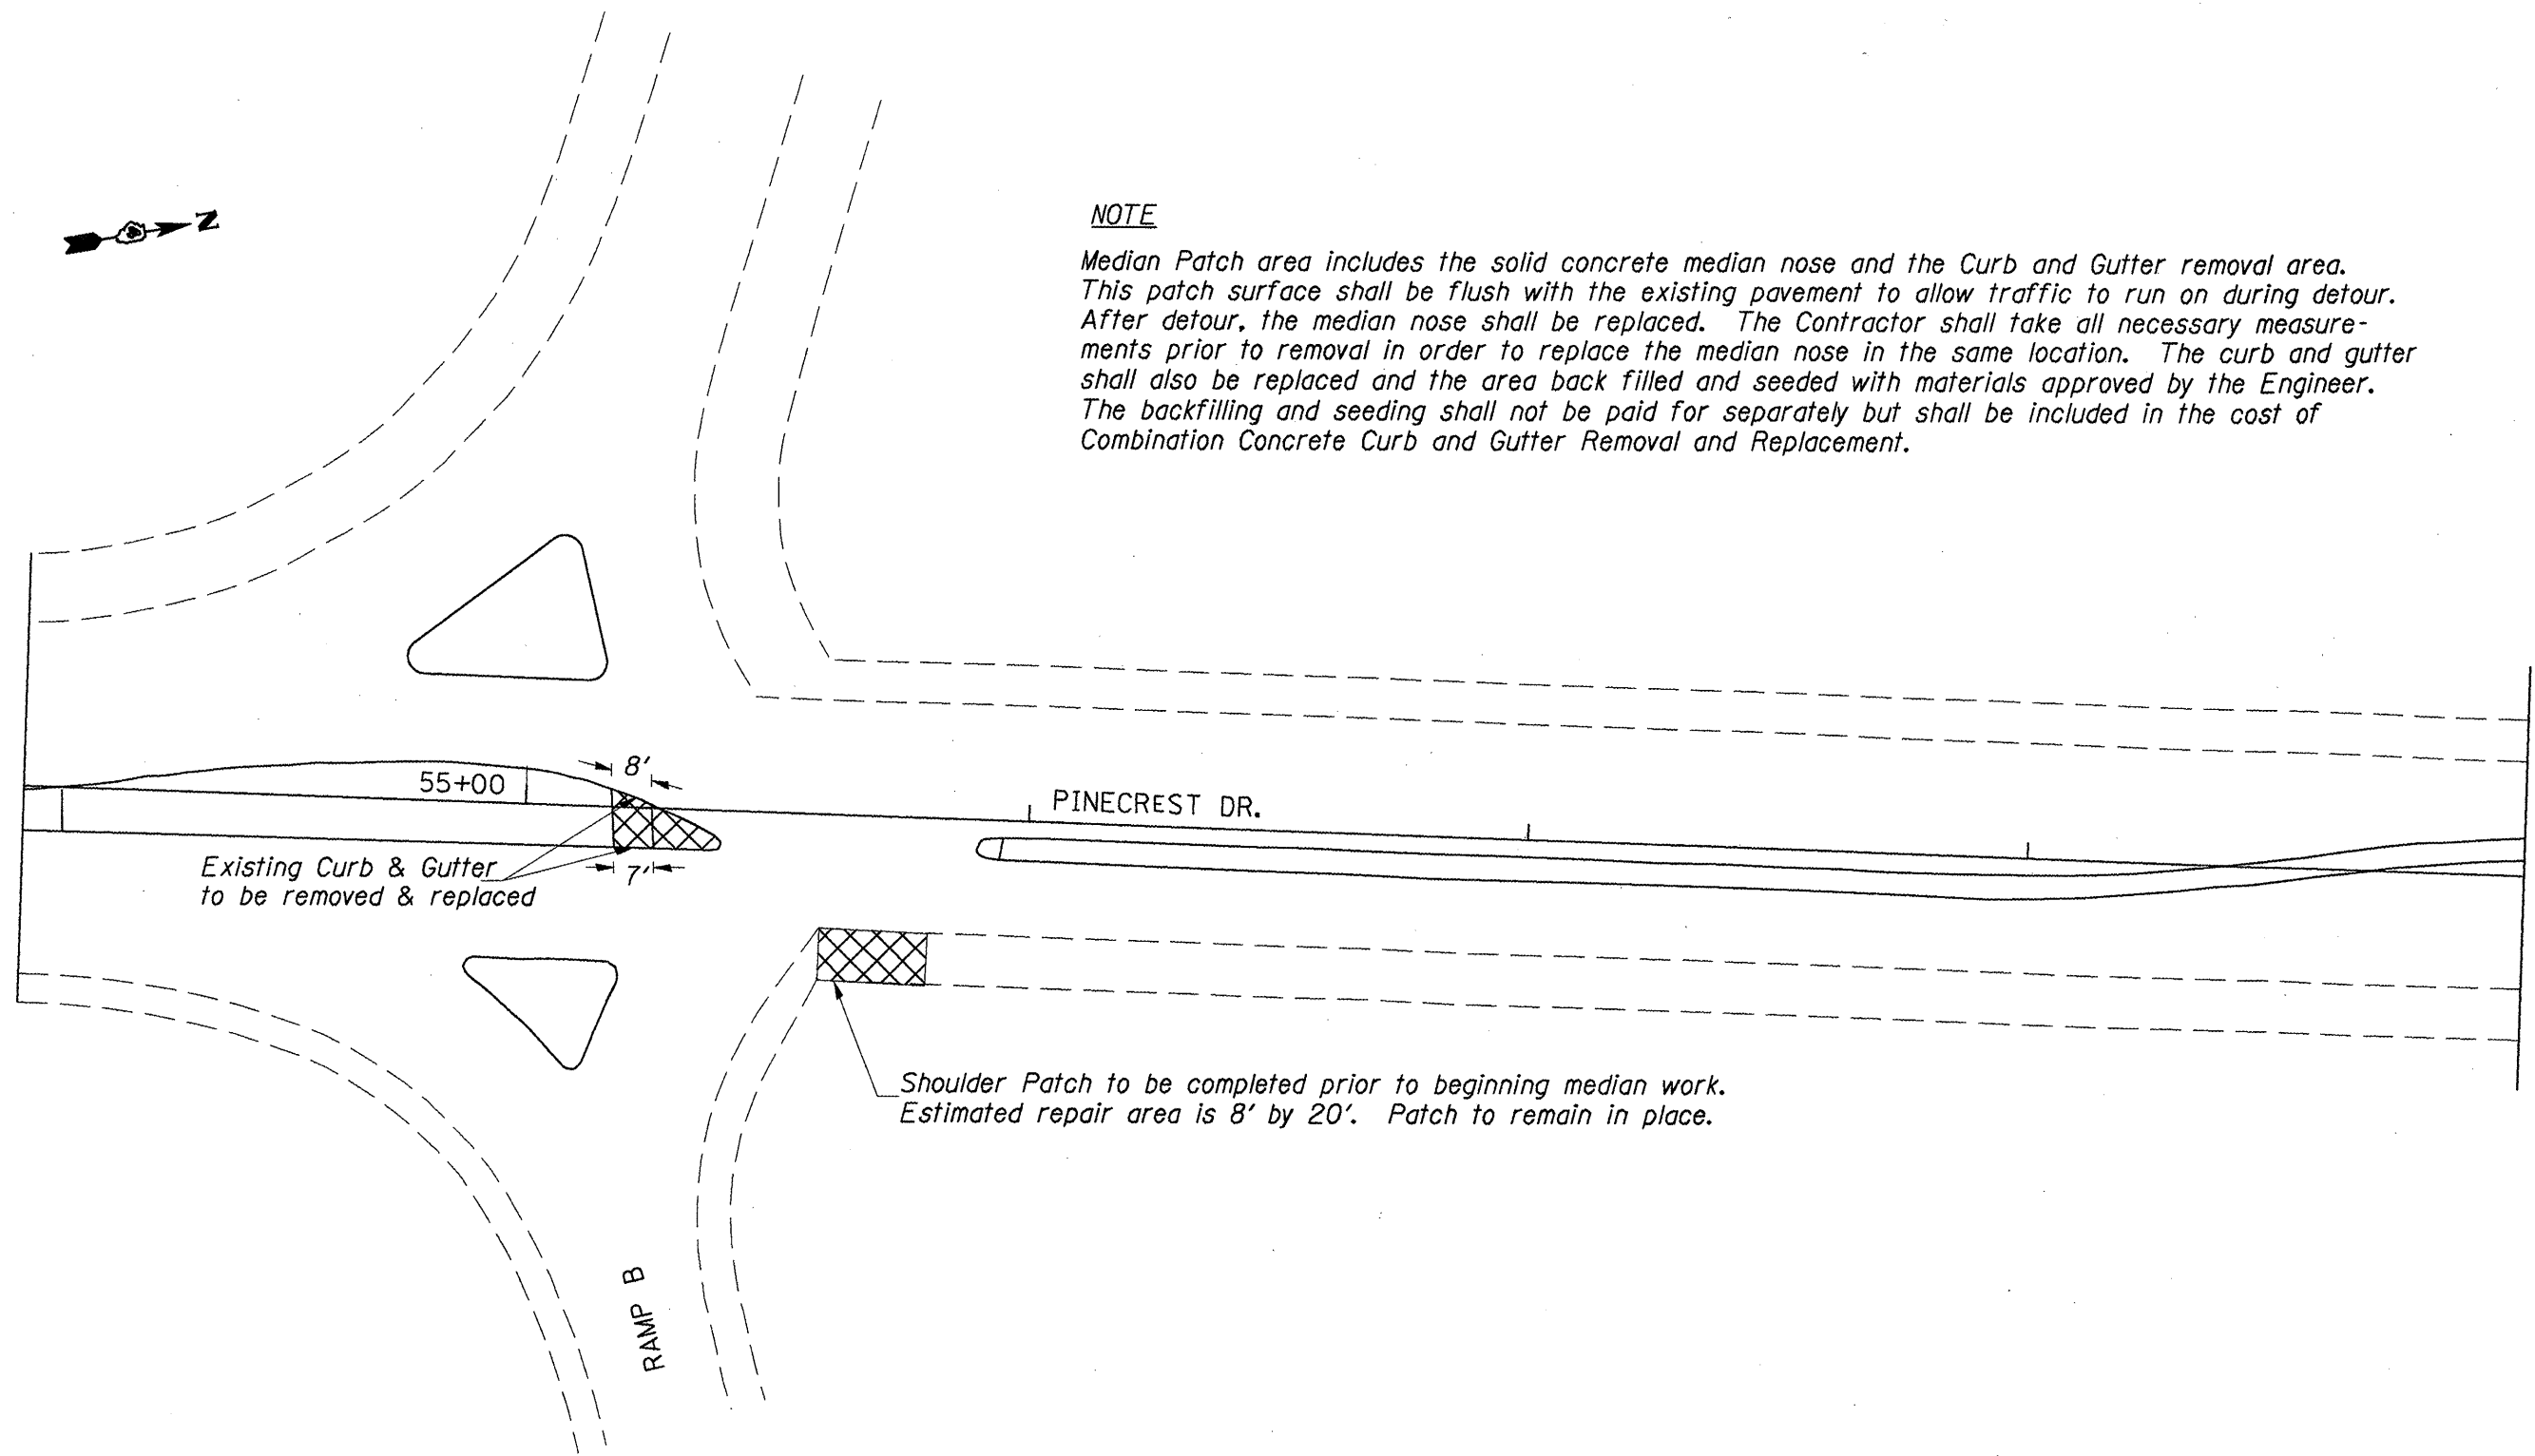 N
NOTE
Median Patch area includes the solid concrete median nose and the Curb and Gutter removal area.
This patch surface shall be flush with the existing pavement to allow traffic to run on during detour.
After detour, the median nose shall be replaced. The Contractor shall take all necessary measure-
ments prior to removal in order to replace the median nose in the same location. The curb and gutter
shall also be replaced and the area back filled and seeded with materials approved by the Engineer.
The backfilling and seeding shall not be paid for separately but shall be included in the cost of
Combination Concrete Curb and Gutter Removal and Replacement.
8'
55+00
PINECREST DR.
Existing Curb & Gutter
to be removed & replaced
7'
Shoulder Patch to be completed prior to beginning median work.
Estimated repair area is 8' by 20'. Patch to remain in place.
RAMP B